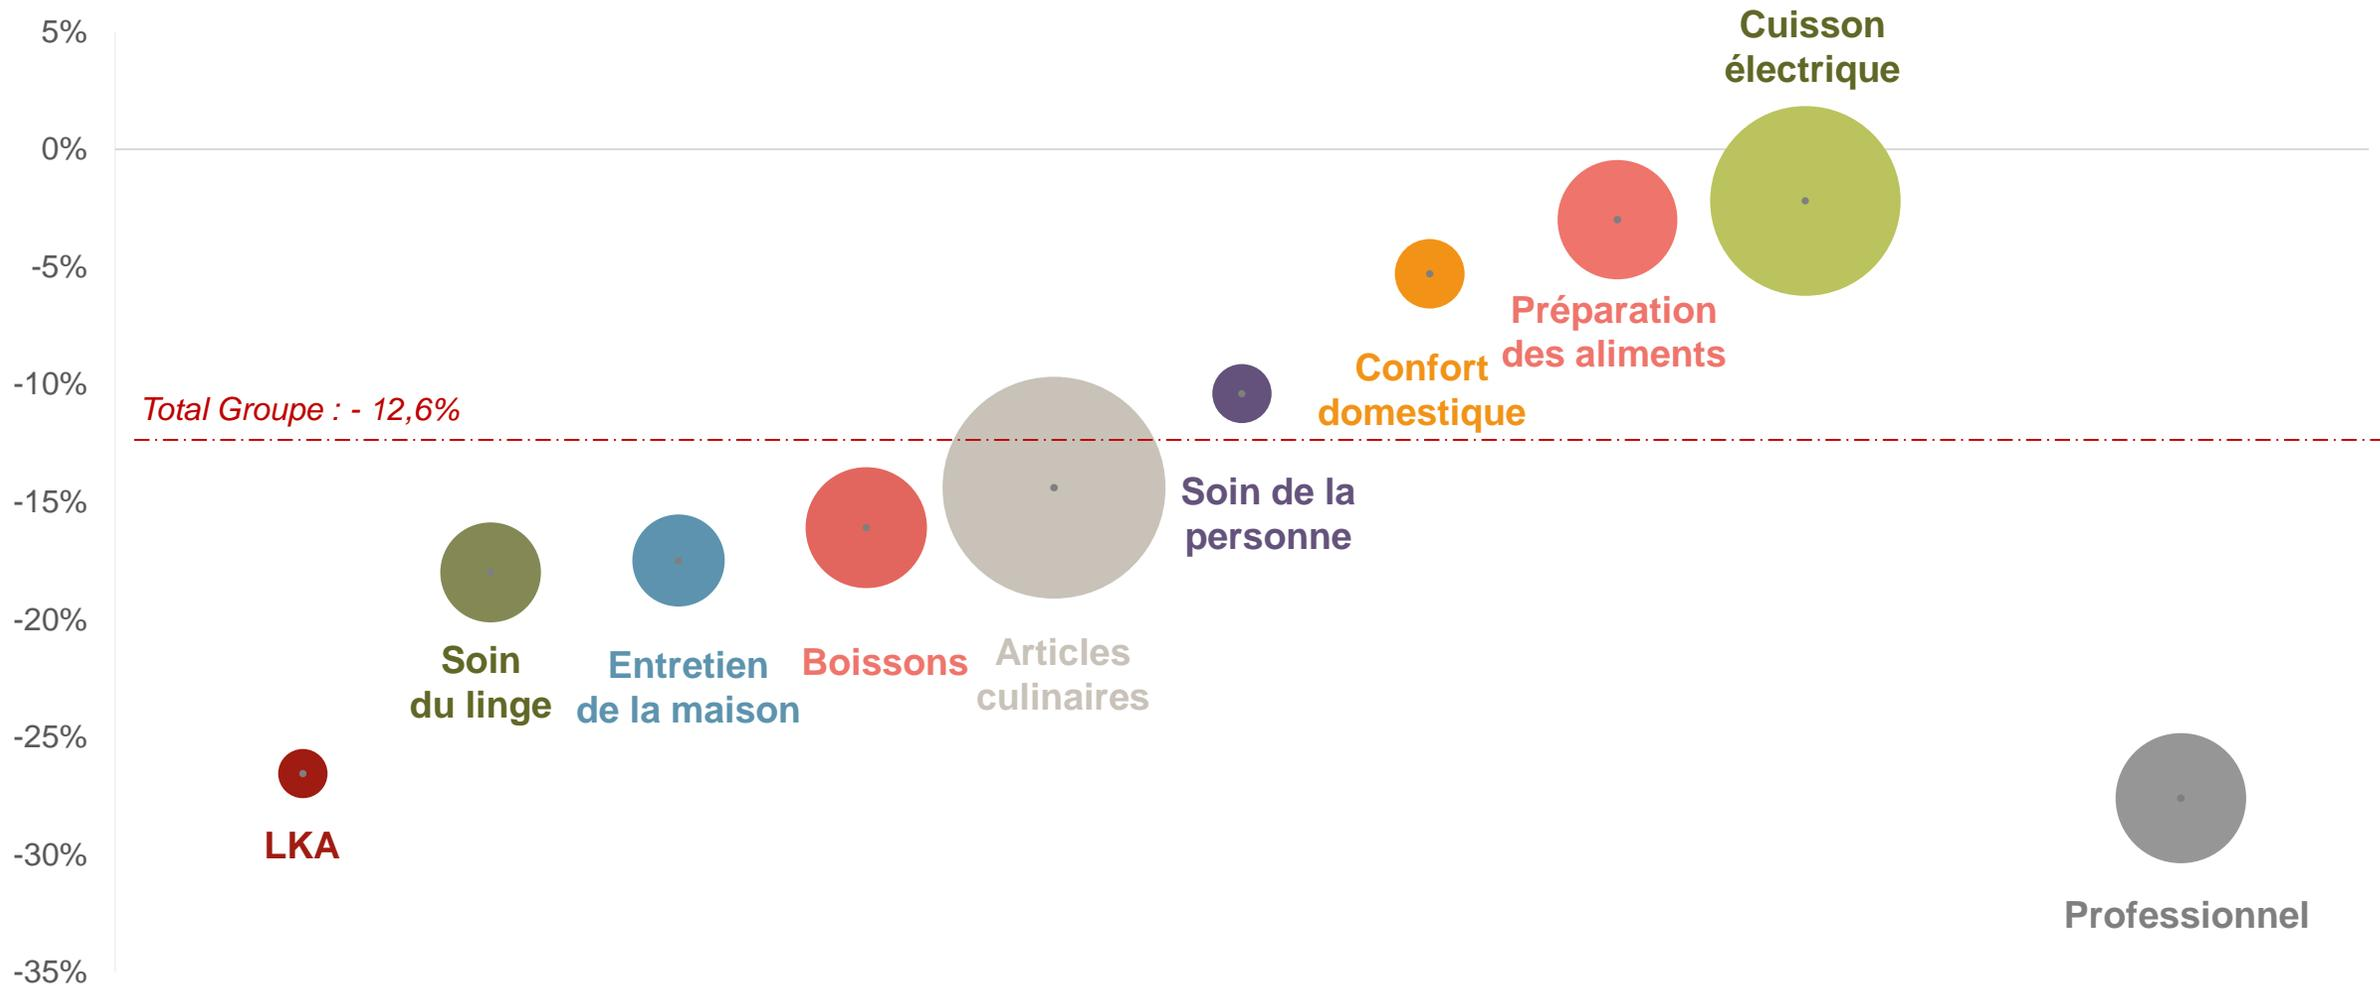 5%
0%
-5%
-10%
-15%
-20%
-25%
-30%
-35%
Total Groupe : - 12,6%
LKA
Soin
du linge
Entretien
de la maison
Boissons
Articles
culinaires
Soin de la
personne
Confort
domestique
Préparation
des aliments
Cuisson
électrique
Professionnel